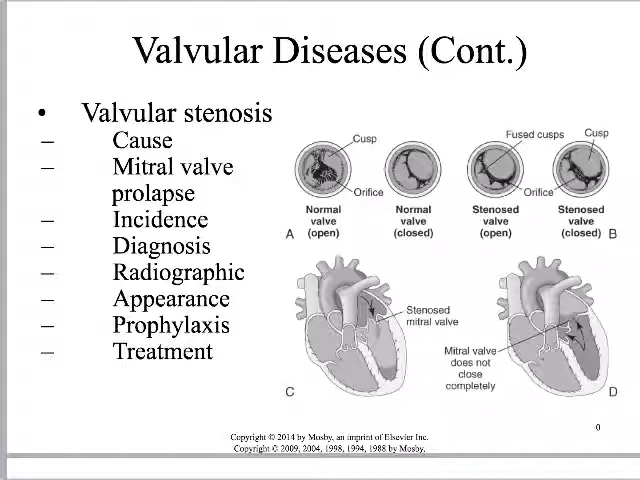 Valvular Diseases (Cont.)
• Valvular stenosis
– Cause
– Mitral valve
prolapse
– Incidence
– Diagnosis
– Radiographic
– Appearance
– Prophylaxis
– Treatment
Cusp
Orifice
Normal
valve
(open)
Normal
valve
(closed)
A
Fused cusps
Cusp
Orifice
Stenosed
valve
(open)
Stenosed
valve
(closed)
B
Stenosed
mitral valve
C
Mitral valve
does not
close
completely
D
0
Copyright © 2014 by Mosby, an imprint of Elsevier Inc.
Copyright © 2009, 2004, 1998, 1994, 1988 by Mosby.